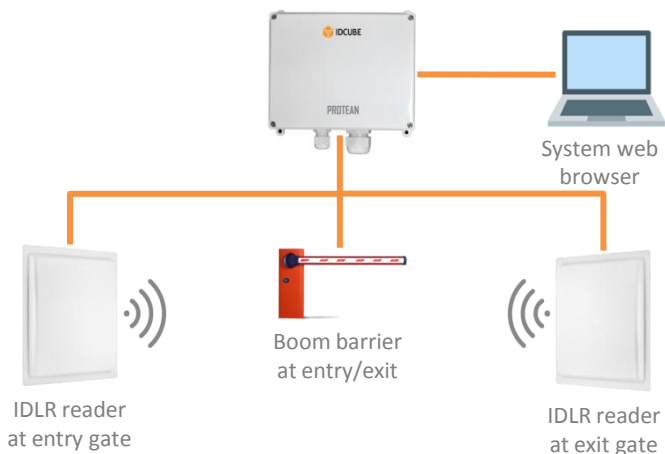 IDCUBE
PROTEAN
System web
browser
Boom barrier
at entry/exit
IDLR reader
at entry gate
IDLR reader
at exit gate